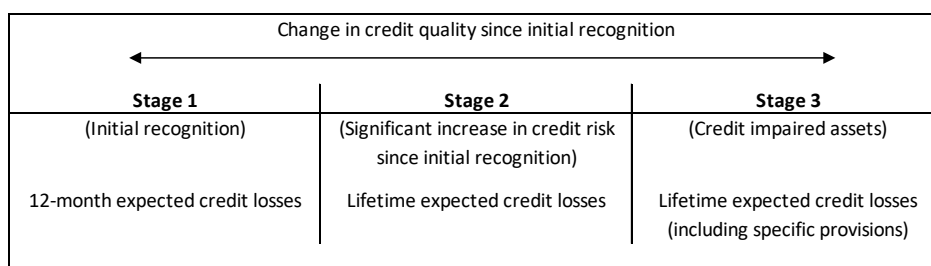 Change in credit quality since initial recognition
Stage 1
Stage 2
Stage 3
(Initial recognition)
(Significant increase in credit risk
since initial recognition)
(Credit impaired assets)
12-month expected credit losses
Lifetime expected credit losses
Lifetime expected credit losses
(including specific provisions)